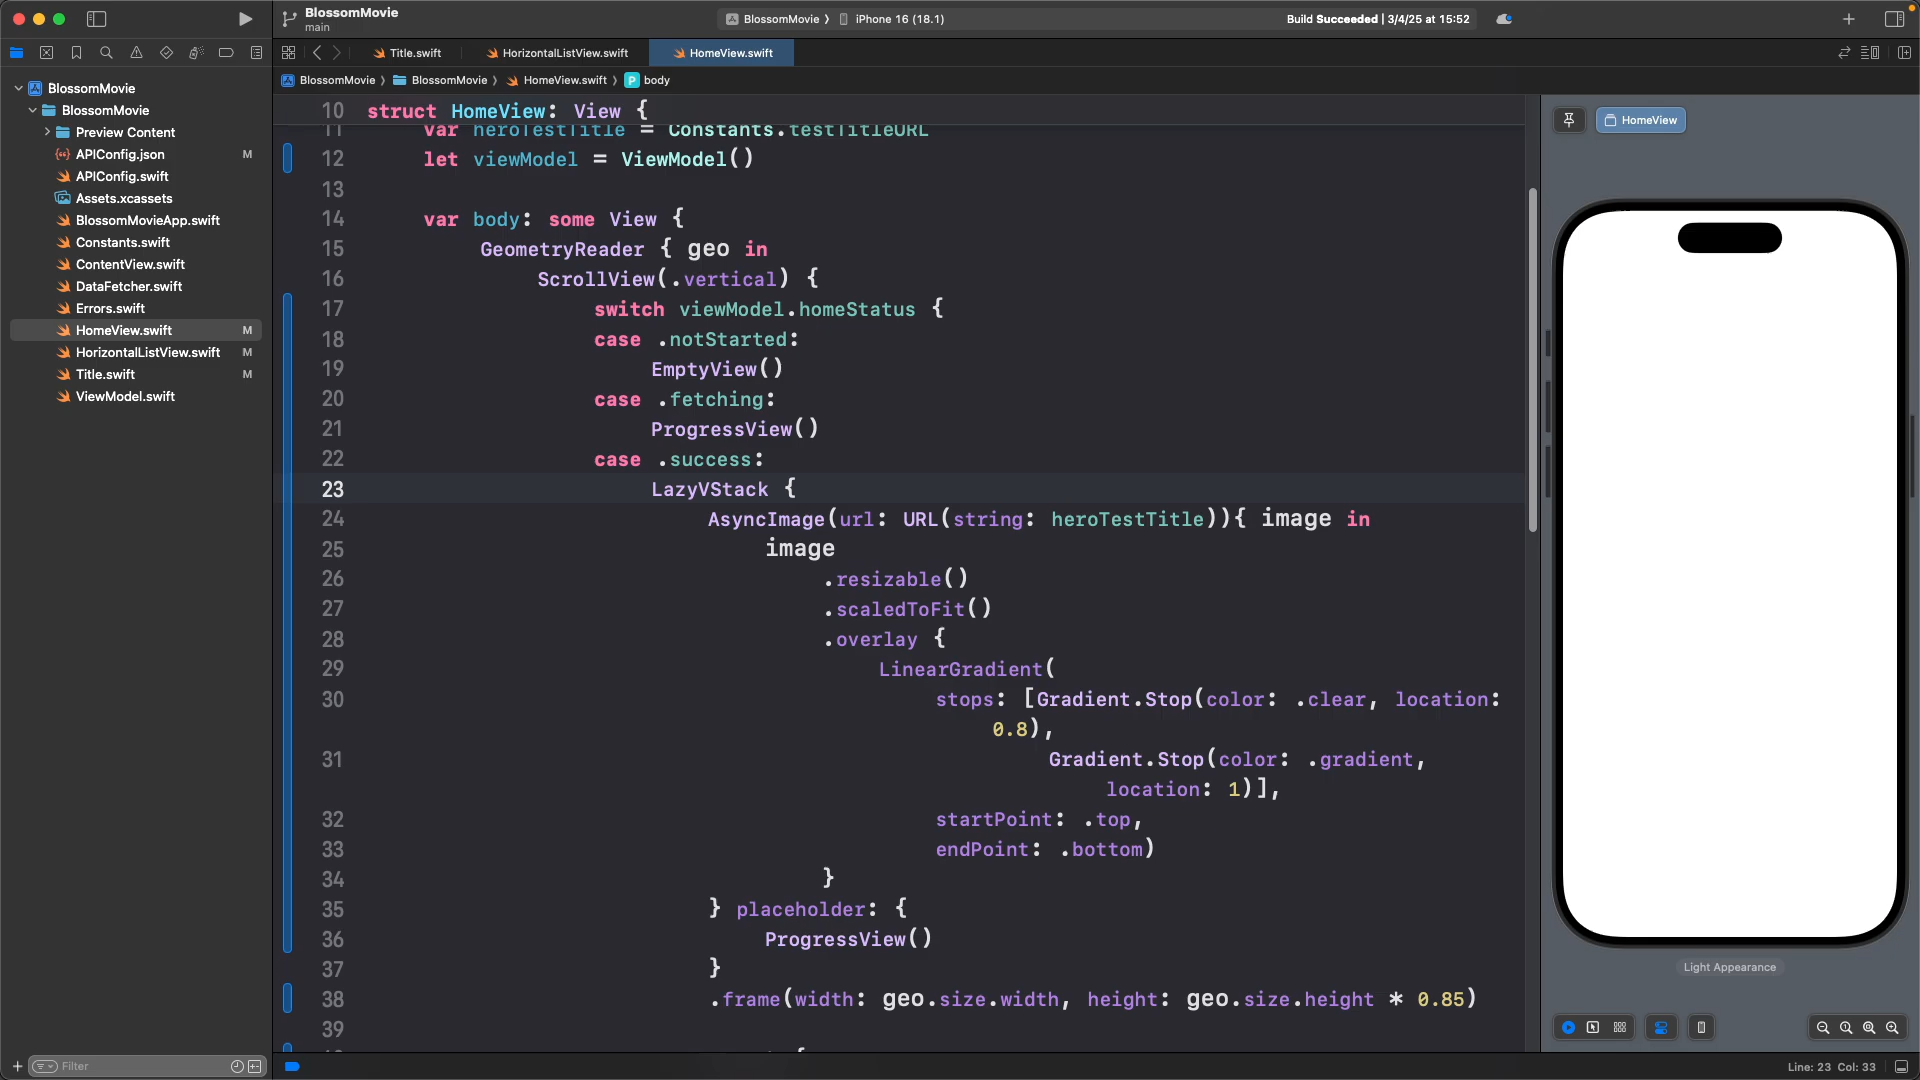 BlossomMovie
main
BlossomMovie ⟩ iPhone 16 (18.1)
Build Succeeded | 3/4/25 at 15:52
Title.swift
HorizontalListView.swift
HomeView.swift
BlossomMovie ⟩ BlossomMovie ⟩ HomeView.swift ⟩ P body
BlossomMovie
BlossomMovie
Preview Content
APIConfig.json M
APIConfig.swift
Assets.xcassets
BlossomMovieApp.swift
Constants.swift
ContentView.swift
DataFetcher.swift
Errors.swift
HomeView.swift M
HorizontalListView.swift M
Title.swift M
ViewModel.swift
Filter
10 struct HomeView: View {
11 var heroTestTitle = Constants.testTitleURL
12 let viewModel = ViewModel()
13
14 var body: some View {
15 GeometryReader { geo in
16 ScrollView(.vertical) {
17 switch viewModel.homeStatus {
18 case .notStarted:
19 EmptyView()
20 case .fetching:
21 ProgressView()
22 case .success:
23 LazyVStack {
24 AsyncImage(url: URL(string: heroTestTitle)){ image in
25 image
26 .resizable()
27 .scaledToFit()
28 .overlay {
29 LinearGradient(
30 stops: [Gradient.Stop(color: .clear, location:
0.8),
31 Gradient.Stop(color: .gradient,
location: 1)],
32 startPoint: .top,
33 endPoint: .bottom)
34 }
35 } placeholder: {
36 ProgressView()
37 }
38 .frame(width: geo.size.width, height: geo.size.height * 0.85)
39
HomeView
Light Appearance
Line: 23 Col: 33